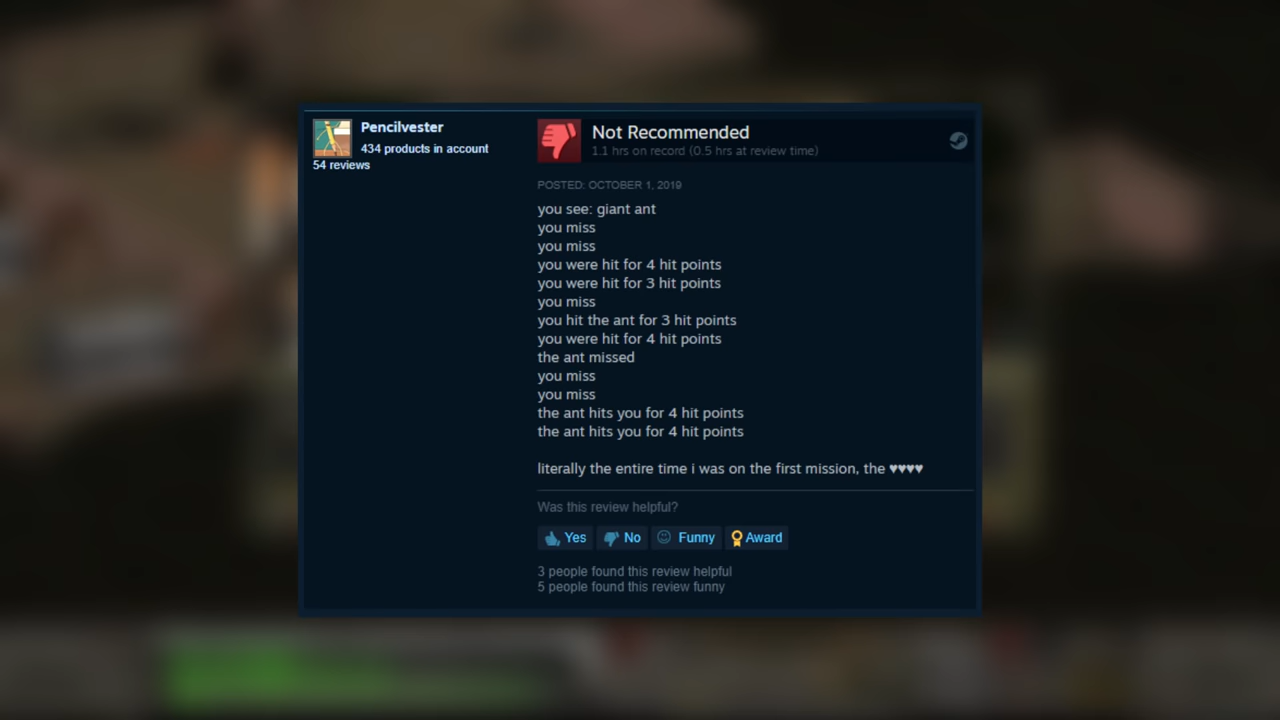 Pencilvester
434 products in account
54 reviews
Not Recommended
1.1 hrs on record (0.5 hrs at review time)
POSTED: OCTOBER 1, 2019
you see: giant ant
you miss
you miss
you were hit for 4 hit points
you were hit for 3 hit points
you miss
you hit the ant for 3 hit points
you were hit for 4 hit points
the ant missed
you miss
you miss
the ant hits you for 4 hit points
the ant hits you for 4 hit points
literally the entire time i was on the first mission, the ♥♥♥♥
Was this review helpful?
Yes No Funny Award
3 people found this review helpful
5 people found this review funny